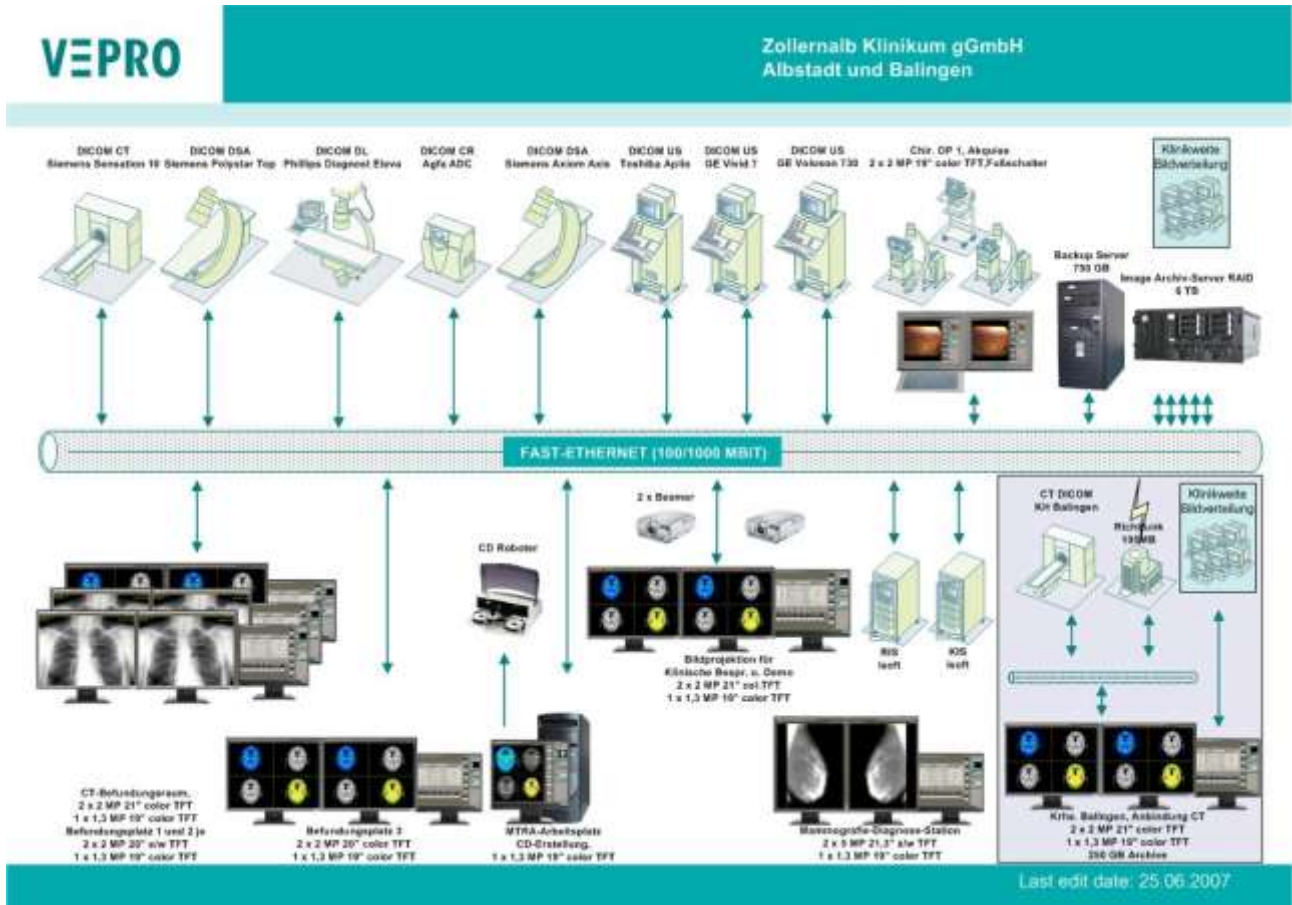 VEPRO
Zollernalb Klinikum gGmbH
Albstadt und Balingen
DICOM CT
Siemens Sensation 10
DICOM DSA
Siemens Polystar Top
DICOM DL
Phillips Diagnost Eleva
DICOM CR
Agfa ADC
DICOM DSA
Siemens Axiom Axis
DICOM US
Toshiba Aplio
DICOM US
GE Vivid 7
DICOM US
GE Voluson 730
Chir. OP 1, Akquise
2 x 2 MP 19" color TFT, Fußschalter
Klinikweite
Bildverteilung
Backup Server
750 GB
Image Archiv-Server RAID
6 TB
FAST-ETHERNET (100/1000 MBIT)
2 x Beamer
CD Roboter
CT DICOM
KH Balingen
Richtfunk
100MB
Klinikweite
Bildverteilung
RIS
Isoft
KIS
Isoft
Bildprojektion für
Klinische Bespr. u. Demo
2 x 2 MP 21" col TFT
1 x 1,3 MP 19" color TFT
CT-Befundungsraum,
2 x 2 MP 21" color TFT
1 x 1,3 MP 19" color TFT
Befundungsplatz 1 und 2 je
2 x 2 MP 20" s/w TFT
1 x 1,3 MP 19" color TFT
Befundungsplatz 3
2 x 2 MP 20" color TFT
1 x 1,3 MP 19" color TFT
MTRA-Arbeitsplatz
CD-Erstellung,
1 x 1,3 MP 19" color TFT
Mammografie-Diagnose-Station
2 x 5 MP 21,3" s/w TFT
1 x 1,3 MP 19" color TFT
Krhs. Balingen, Anbindung CT
2 x 2 MP 21" color TFT
1 x 1,3 MP 19" color TFT
250 GB Archive
Last edit date: 25.06.2007